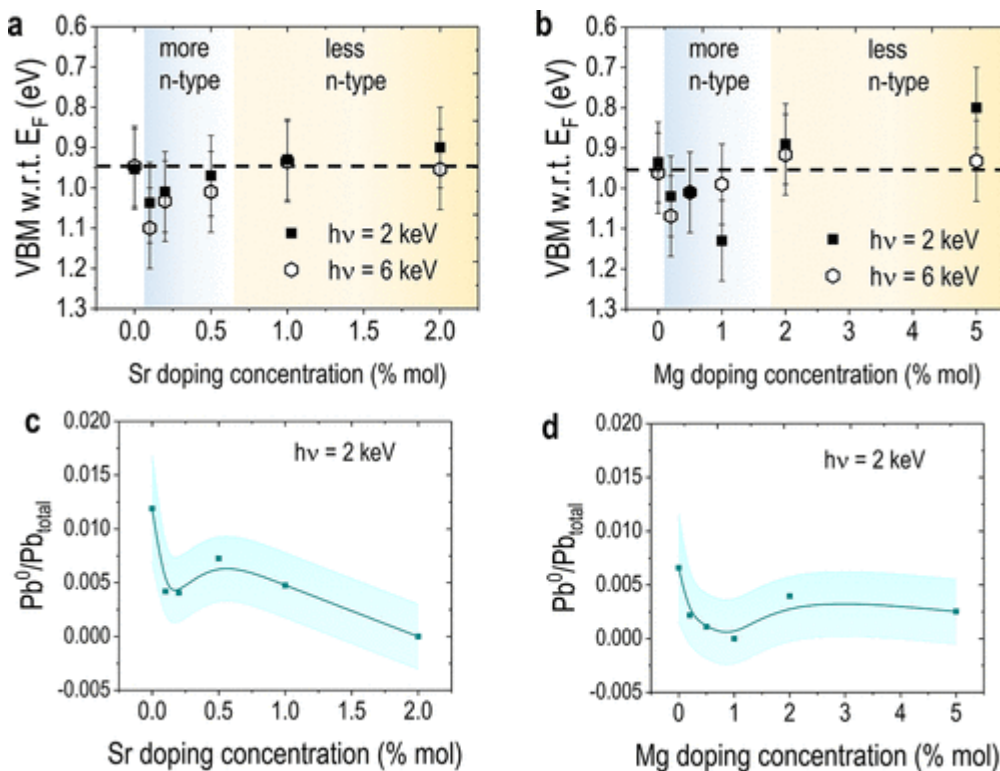 a
more
n-type
less
n-type
VBM w.r.t. E_F (eV)
0.6
0.7
0.8
0.9
1.0
1.1
1.2
1.3
hν = 2 keV
hν = 6 keV
0.0
0.5
1.0
1.5
2.0
Sr doping concentration (% mol)
b
more
n-type
less
n-type
VBM w.r.t. E_F (eV)
0.6
0.7
0.8
0.9
1.0
1.1
1.2
1.3
hν = 2 keV
hν = 6 keV
0
1
2
3
4
5
Mg doping concentration (% mol)
c
hν = 2 keV
Pb⁰/Pb_total
0.020
0.015
0.010
0.005
0.000
-0.005
0.0
0.5
1.0
1.5
2.0
Sr doping concentration (% mol)
d
hν = 2 keV
Pb⁰/Pb_total
0.020
0.015
0.010
0.005
0.000
-0.005
0
1
2
3
4
5
Mg doping concentration (% mol)